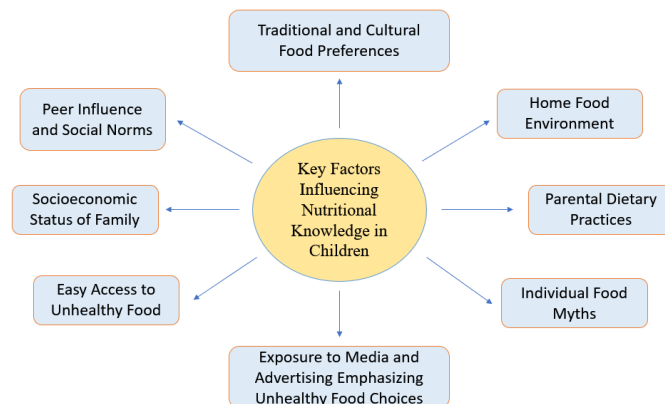 Traditional and Cultural
Food Preferences
Peer Influence
and Social Norms
Home Food
Environment
Key Factors
Influencing
Nutritional
Knowledge in
Children
Socioeconomic
Status of Family
Parental Dietary
Practices
Easy Access to
Unhealthy Food
Individual Food
Myths
Exposure to Media and
Advertising Emphasizing
Unhealthy Food Choices